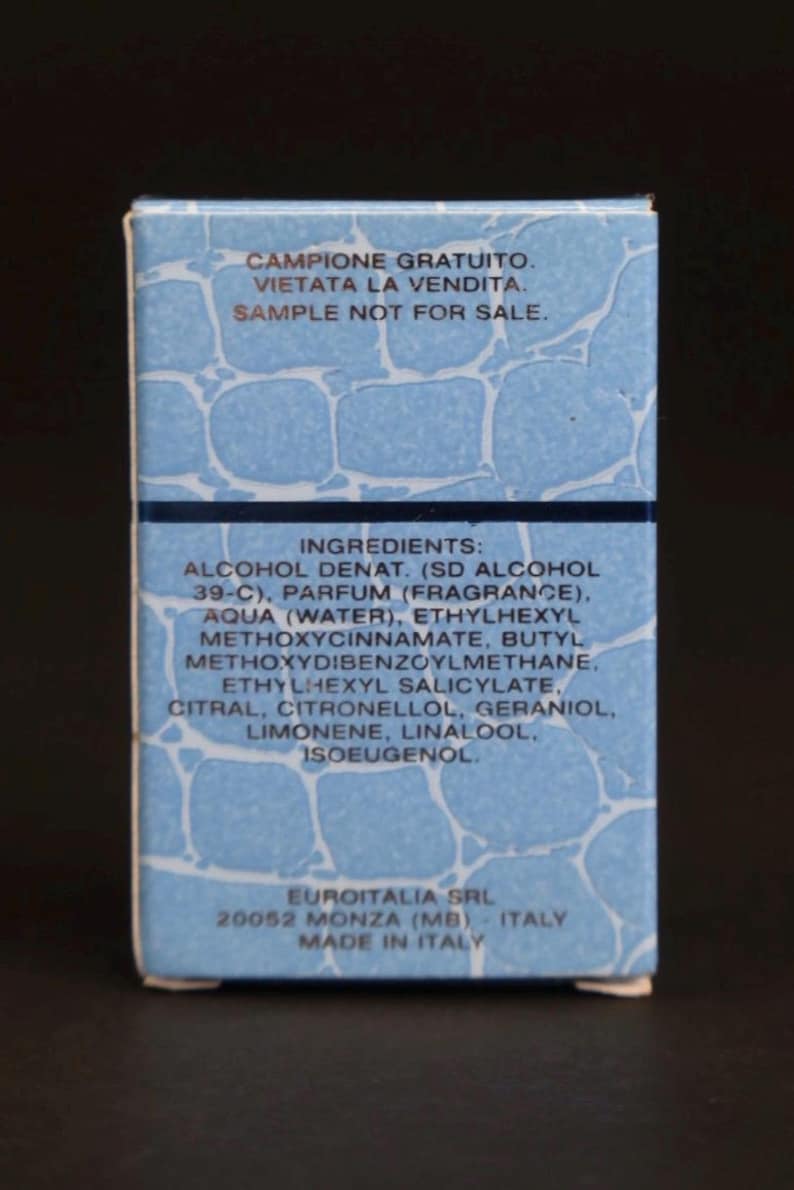 CAMPIONE GRATUITO.
VIETATA LA VENDITA.
SAMPLE NOT FOR SALE.
INGREDIENTS:
ALCOHOL DENAT. (SD ALCOHOL
39-C), PARFUM (FRAGRANCE),
AQUA (WATER), ETHYLHEXYL
METHOXYCINNAMATE, BUTYL
METHOXYDIBENZOYLMETHANE,
ETHYLHEXYL SALICYLATE,
CITRAL, CITRONELLOL, GERANIOL,
LIMONENE, LINALOOL,
ISOEUGENOL.
EUROITALIA SRL
20052 MONZA (MB) - ITALY
MADE IN ITALY